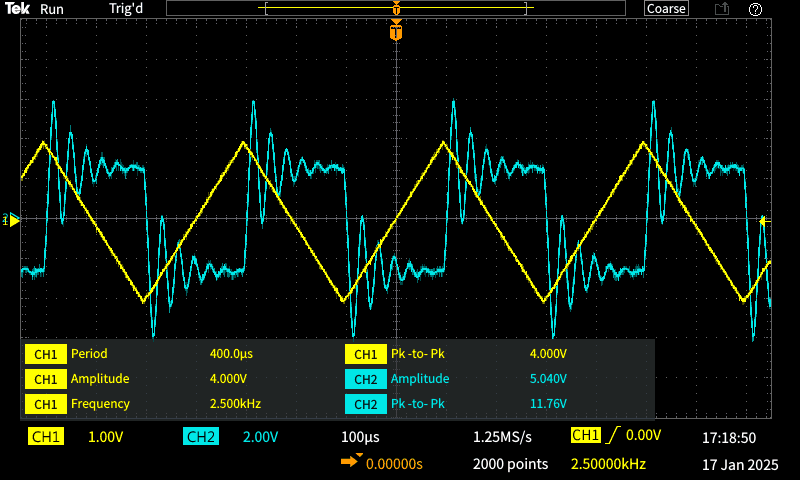 Tek Run Trig'd T Coarse ?
T
2
1
CH1 Period 400.0µs CH1 Pk -to- Pk 4.000V
CH1 Amplitude 4.000V CH2 Amplitude 5.040V
CH1 Frequency 2.500kHz CH2 Pk -to- Pk 11.76V
CH1 1.00V CH2 2.00V 100µs 1.25MS/s CH1 0.00V 17:18:50
0.00000s 2000 points 2.50000kHz 17 Jan 2025